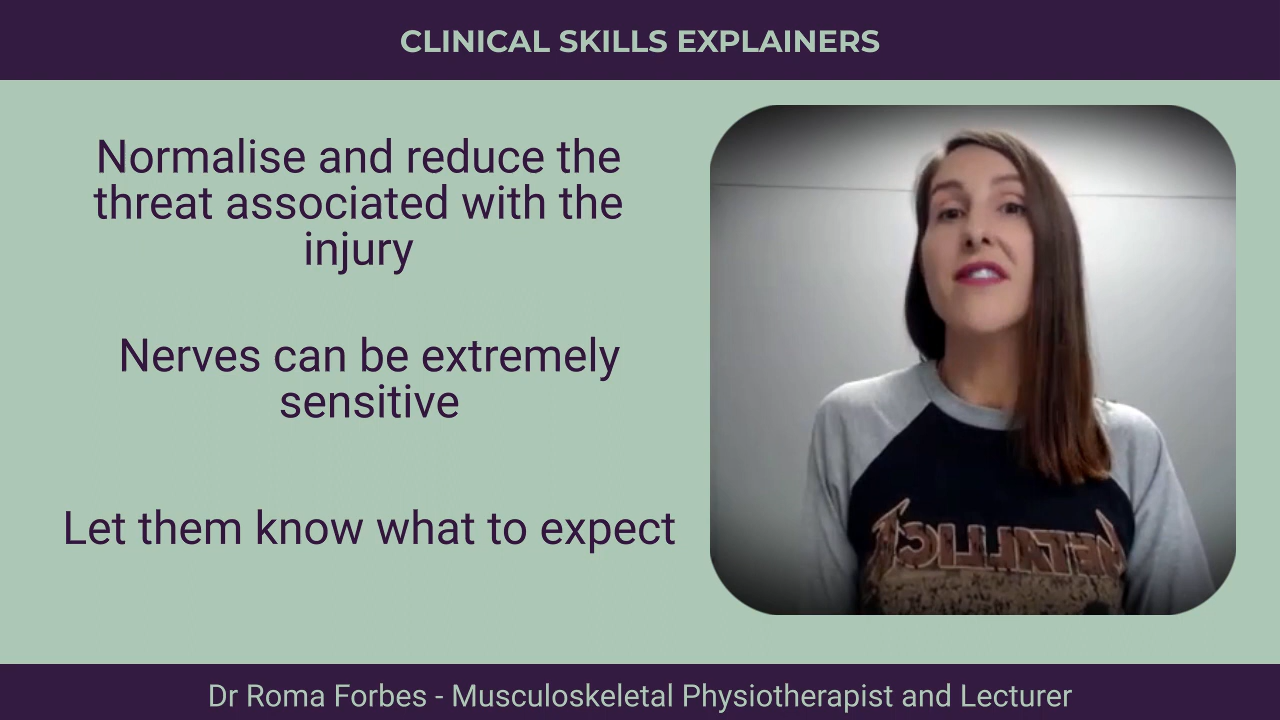 CLINICAL SKILLS EXPLAINERS
Normalise and reduce the
threat associated with the
injury
Nerves can be extremely
sensitive
Let them know what to expect
METALLICA
Dr Roma Forbes - Musculoskeletal Physiotherapist and Lecturer